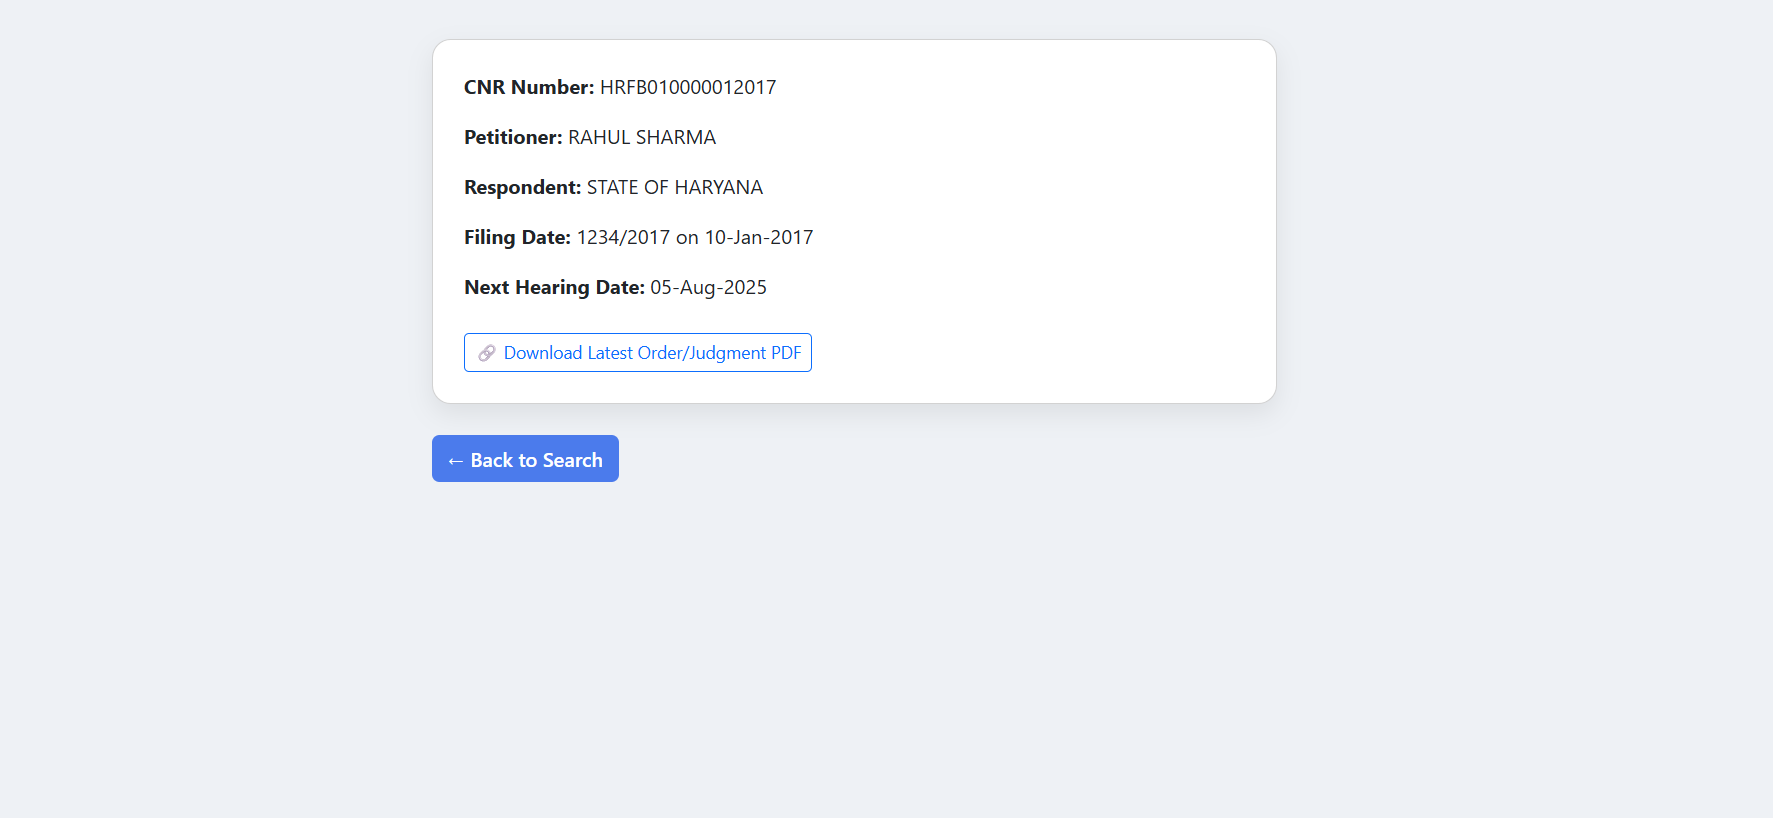 CNR Number: HRFB010000012017
Petitioner: RAHUL SHARMA
Respondent: STATE OF HARYANA
Filing Date: 1234/2017 on 10-Jan-2017
Next Hearing Date: 05-Aug-2025
🔗 Download Latest Order/Judgment PDF
← Back to Search